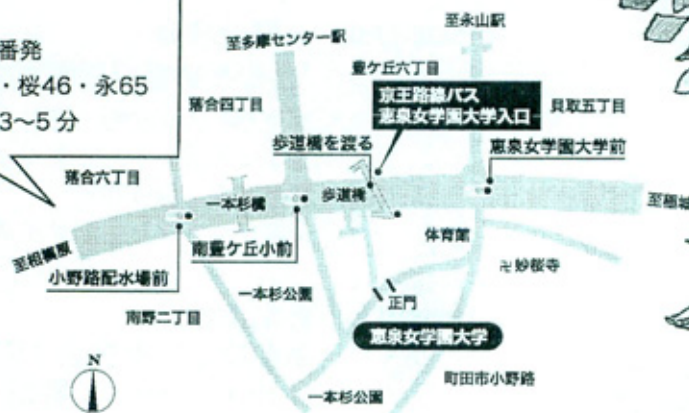 番発
・桜46・永65
3〜5分
至永山駅
至多摩センター駅
豊ケ丘六丁目
落合四丁目
京王路線バス
恵泉女学園大学入口
貝取五丁目
歩道橋を渡る
恵泉女学園大学前
落合六丁目
一本杉橋
歩道橋
至稲城
至相模原
南豊ケ丘小前
体育館
卍妙桜寺
小野路配水場前
一本杉公園
正門
南野二丁目
恵泉女学園大学
町田市小野路
N
一本杉公園